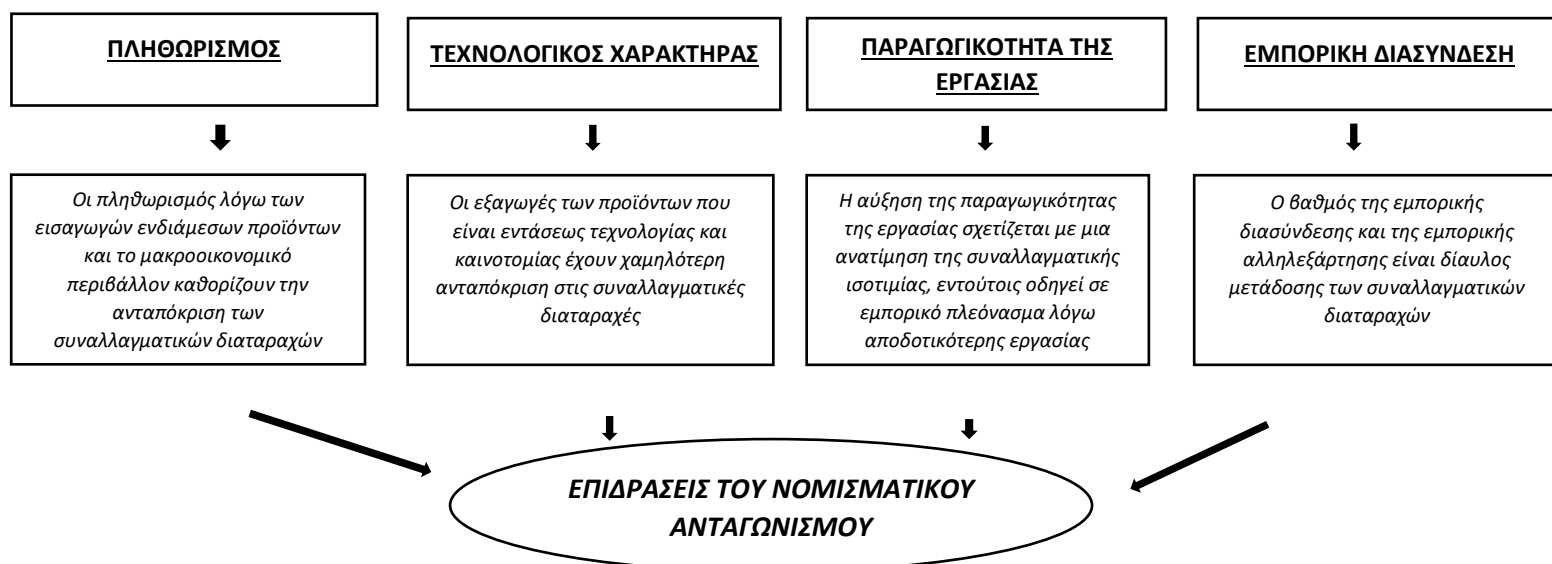 ΠΛΗΘΩΡΙΣΜΟΣ
ΤΕΧΝΟΛΟΓΙΚΟΣ ΧΑΡΑΚΤΗΡΑΣ
ΠΑΡΑΓΩΓΙΚΟΤΗΤΑ ΤΗΣ
ΕΡΓΑΣΙΑΣ
ΕΜΠΟΡΙΚΗ ΔΙΑΣΥΝΔΕΣΗ
Οι πληθωρισμός λόγω των
εισαγωγών ενδιάμεσων προϊόντων
και το μακροοικονομικό
περιβάλλον καθορίζουν την
ανταπόκριση των
συναλλαγματικών διαταραχών
Οι εξαγωγές των προϊόντων που
είναι εντάσεως τεχνολογίας και
καινοτομίας έχουν χαμηλότερη
ανταπόκριση στις συναλλαγματικές
διαταραχές
Η αύξηση της παραγωγικότητας
της εργασίας σχετίζεται με μια
ανατίμηση της συναλλαγματικής
ισοτιμίας, εντούτοις οδηγεί σε
εμπορικό πλεόνασμα λόγω
αποδοτικότερης εργασίας
Ο βαθμός της εμπορικής
διασύνδεσης και της εμπορικής
αλληλεξάρτησης είναι δίαυλος
μετάδοσης των συναλλαγματικών
διαταραχών
ΕΠΙΔΡΑΣΕΙΣ ΤΟΥ ΝΟΜΙΣΜΑΤΙΚΟΥ
ΑΝΤΑΓΩΝΙΣΜΟΥ